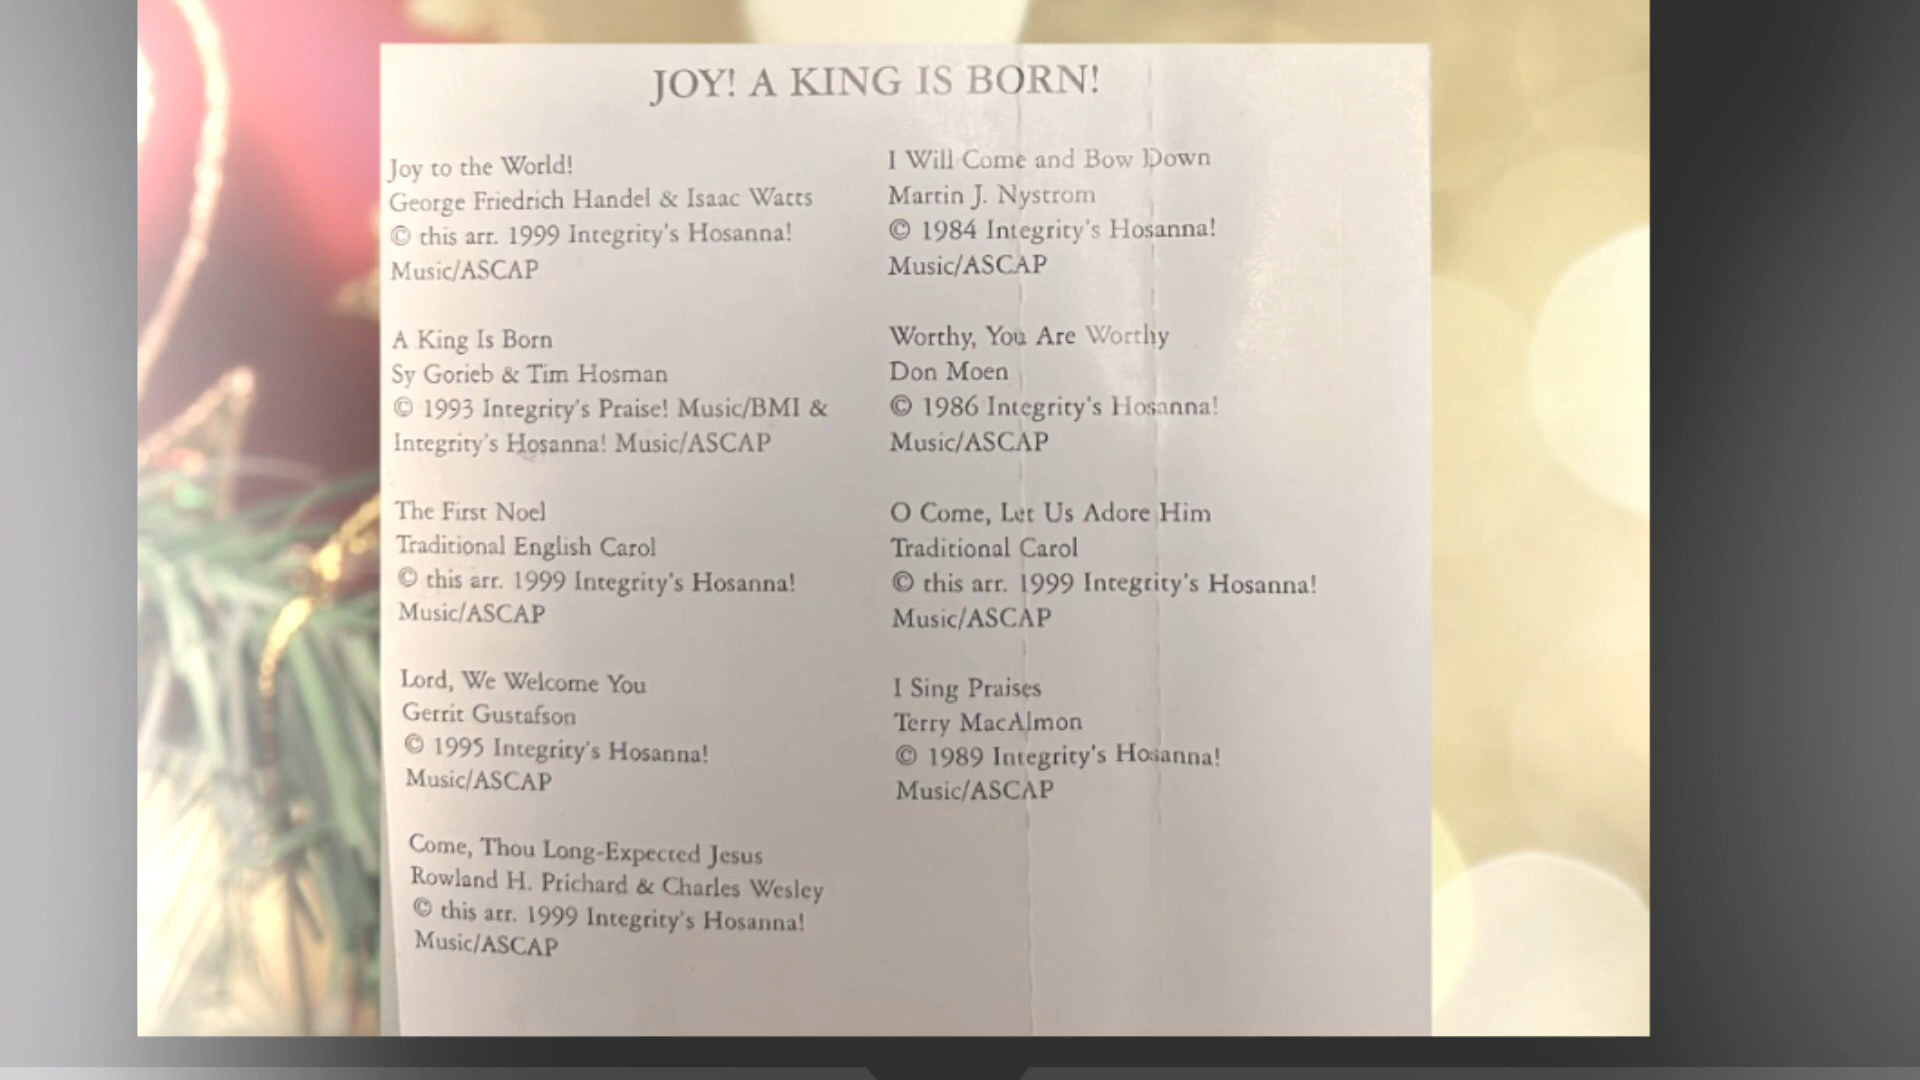 JOY! A KING IS BORN!
Joy to the World!
George Friedrich Handel & Isaac Watts
© this arr. 1999 Integrity's Hosanna!
Music/ASCAP
A King Is Born
Sy Gorieb & Tim Hosman
© 1993 Integrity's Praise! Music/BMI &
Integrity's Hosanna! Music/ASCAP
The First Noel
Traditional English Carol
© this arr. 1999 Integrity's Hosanna!
Music/ASCAP
Lord, We Welcome You
Gerrit Gustafson
© 1995 Integrity's Hosanna!
Music/ASCAP
Come, Thou Long-Expected Jesus
Rowland H. Prichard & Charles Wesley
© this arr. 1999 Integrity's Hosanna!
Music/ASCAP
I Will Come and Bow Down
Martin J. Nystrom
© 1984 Integrity's Hosanna!
Music/ASCAP
Worthy, You Are Worthy
Don Moen
© 1986 Integrity's Hosanna!
Music/ASCAP
O Come, Let Us Adore Him
Traditional Carol
© this arr. 1999 Integrity's Hosanna!
Music/ASCAP
I Sing Praises
Terry MacAlmon
© 1989 Integrity's Hosanna!
Music/ASCAP